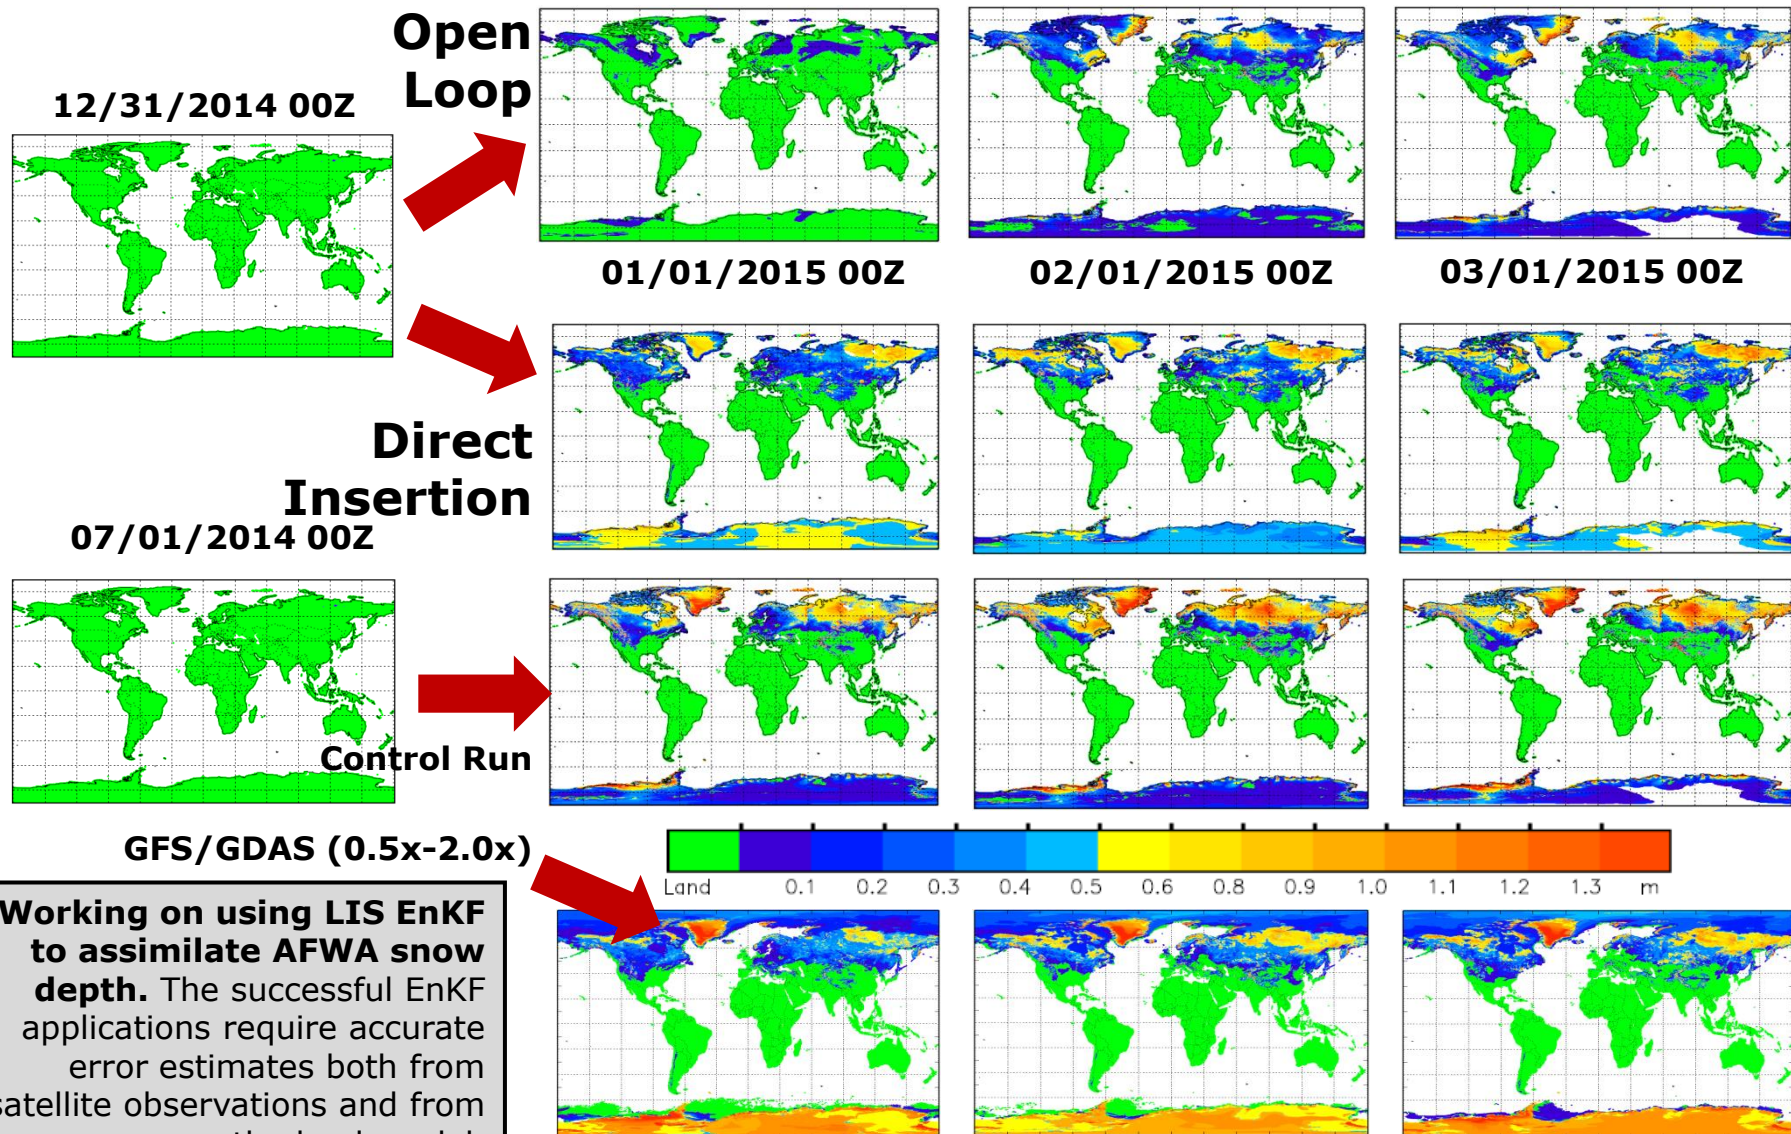 Open
Loop
12/31/2014 00Z
01/01/2015 00Z
02/01/2015 00Z
03/01/2015 00Z
Direct
Insertion
07/01/2014 00Z
Control Run
GFS/GDAS (0.5x-2.0x)
Land 0.1 0.2 0.3 0.4 0.5 0.6 0.8 0.9 1.0 1.1 1.2 1.3 m
Working on using LIS EnKF
to assimilate AFWA snow
depth. The successful EnKF
applications require accurate
error estimates both from
satellite observations and from